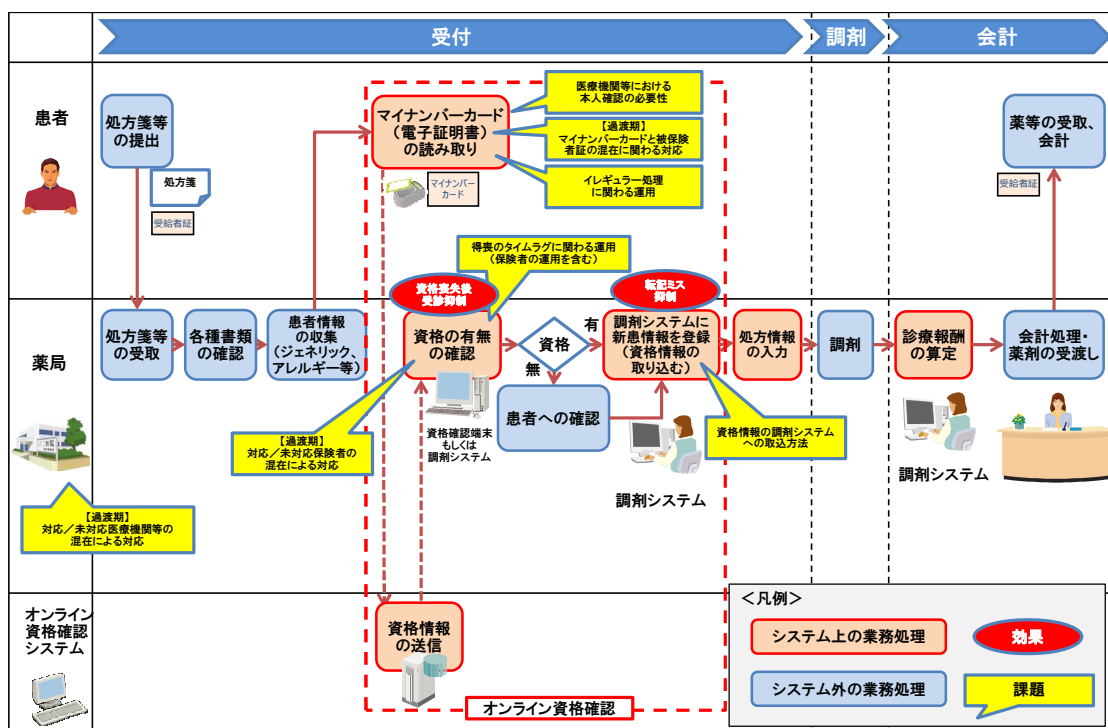 受付
調剤
会計
患者
処方箋等
の提出
処方箋
受給者証
マイナンバーカード
（電子証明書）
の読み取り
マイナンバー
カード
医療機関等における
本人確認の必要性
【過渡期】
マイナンバーカードと被保険
者証の混在に関わる対応
イレギュラー処理
に関わる運用
薬等の受取、
会計
受給者証
得喪のタイムラグに関わる運用
（保険者の運用を含む）
資格喪失後
受診抑制
転記ミス
抑制
薬局
処方箋等
の受取
各種書類
の確認
患者情報
の収集
（ジェネリック、
アレルギー等）
資格の有無
の確認
資格
有
無
調剤システムに
新患情報を登録
（資格情報の
取り込む）
処方情報
の入力
調剤
診療報酬
の算定
会計処理・
薬剤の受渡し
患者への確認
資格確認端末
もしくは
調剤システム
【過渡期】
対応／未対応保険者の
混在による対応
資格情報の調剤システム
への取込方法
調剤システム
調剤システム
【過渡期】
対応／未対応医療機関等の
混在による対応
オンライン
資格確認
システム
資格情報
の送信
オンライン資格確認
＜凡例＞
システム上の業務処理
効果
システム外の業務処理
課題